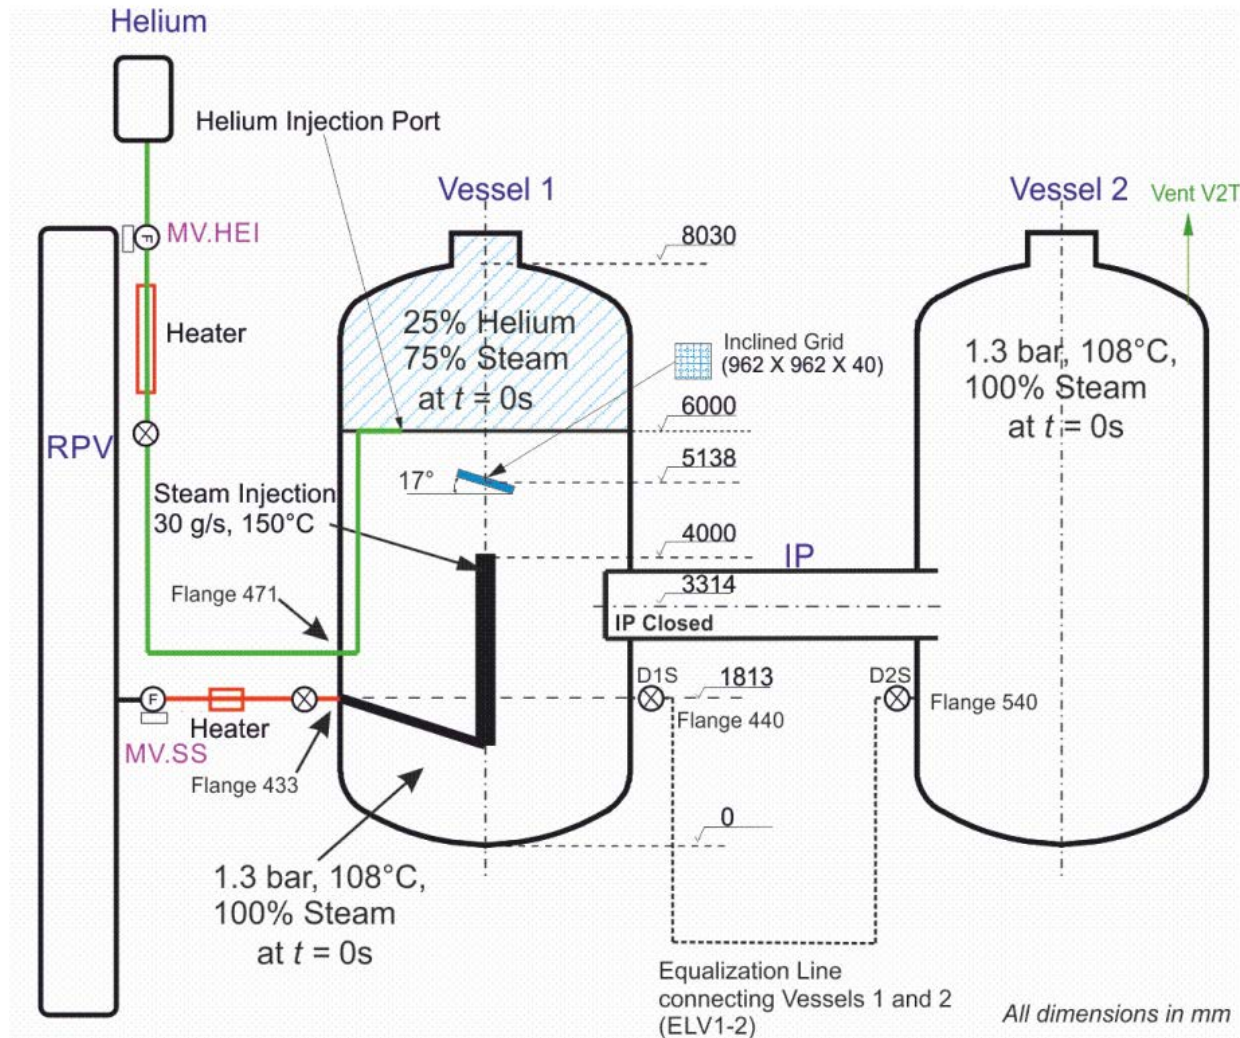 Helium
Helium Injection Port
Vessel 1
Vessel 2
Vent V2T
MV.HEI
8030
Heater
25% Helium
75% Steam
at t = 0s
Inclined Grid
(962 X 962 X 40)
1.3 bar, 108°C,
100% Steam
at t = 0s
6000
RPV
5138
17°
Steam Injection
30 g/s, 150°C
4000
IP
3314
Flange 471
IP Closed
D1S
1813
D2S
Flange 440
Flange 540
Heater
MV.SS
Flange 433
0
1.3 bar, 108°C,
100% Steam
at t = 0s
Equalization Line
connecting Vessels 1 and 2
(ELV1-2)
All dimensions in mm
F
F